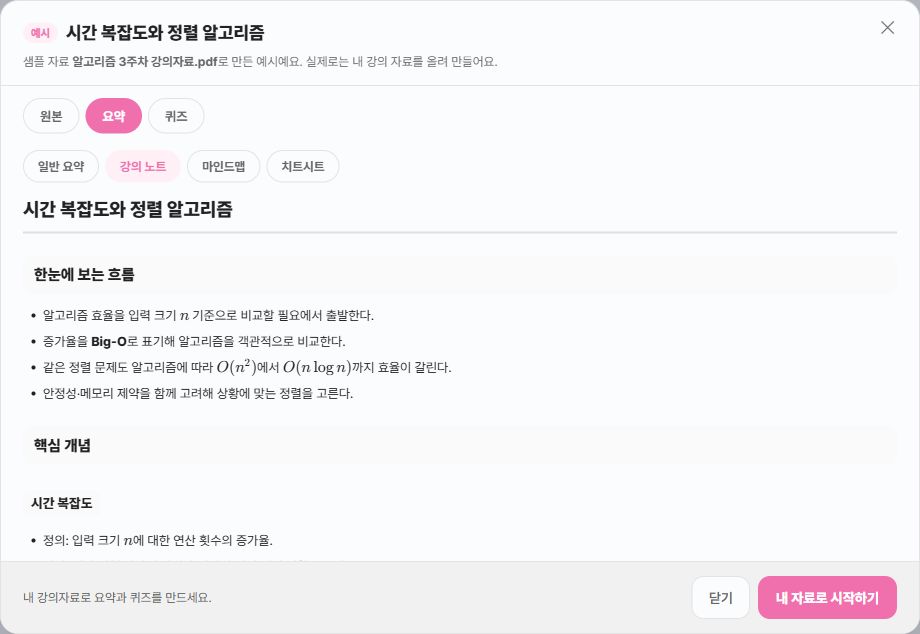 예시 시간 복잡도와 정렬 알고리즘
샘플 자료 알고리즘 3주차 강의자료.pdf로 만든 예시예요. 실제로는 내 강의 자료를 올려 만들어요.
원본 요약 퀴즈
일반 요약 강의 노트 마인드맵 치트시트
시간 복잡도와 정렬 알고리즘
한눈에 보는 흐름
• 알고리즘 효율을 입력 크기 n 기준으로 비교할 필요에서 출발한다.
• 증가율을 Big-O로 표기해 알고리즘을 객관적으로 비교한다.
• 같은 정렬 문제도 알고리즘에 따라 O(n²)에서 O(n log n)까지 효율이 갈린다.
• 안정성·메모리 제약을 함께 고려해 상황에 맞는 정렬을 고른다.
핵심 개념
시간 복잡도
• 정의: 입력 크기 n에 대한 연산 횟수의 증가율.
내 강의자료로 요약과 퀴즈를 만드세요.
닫기 내 자료로 시작하기